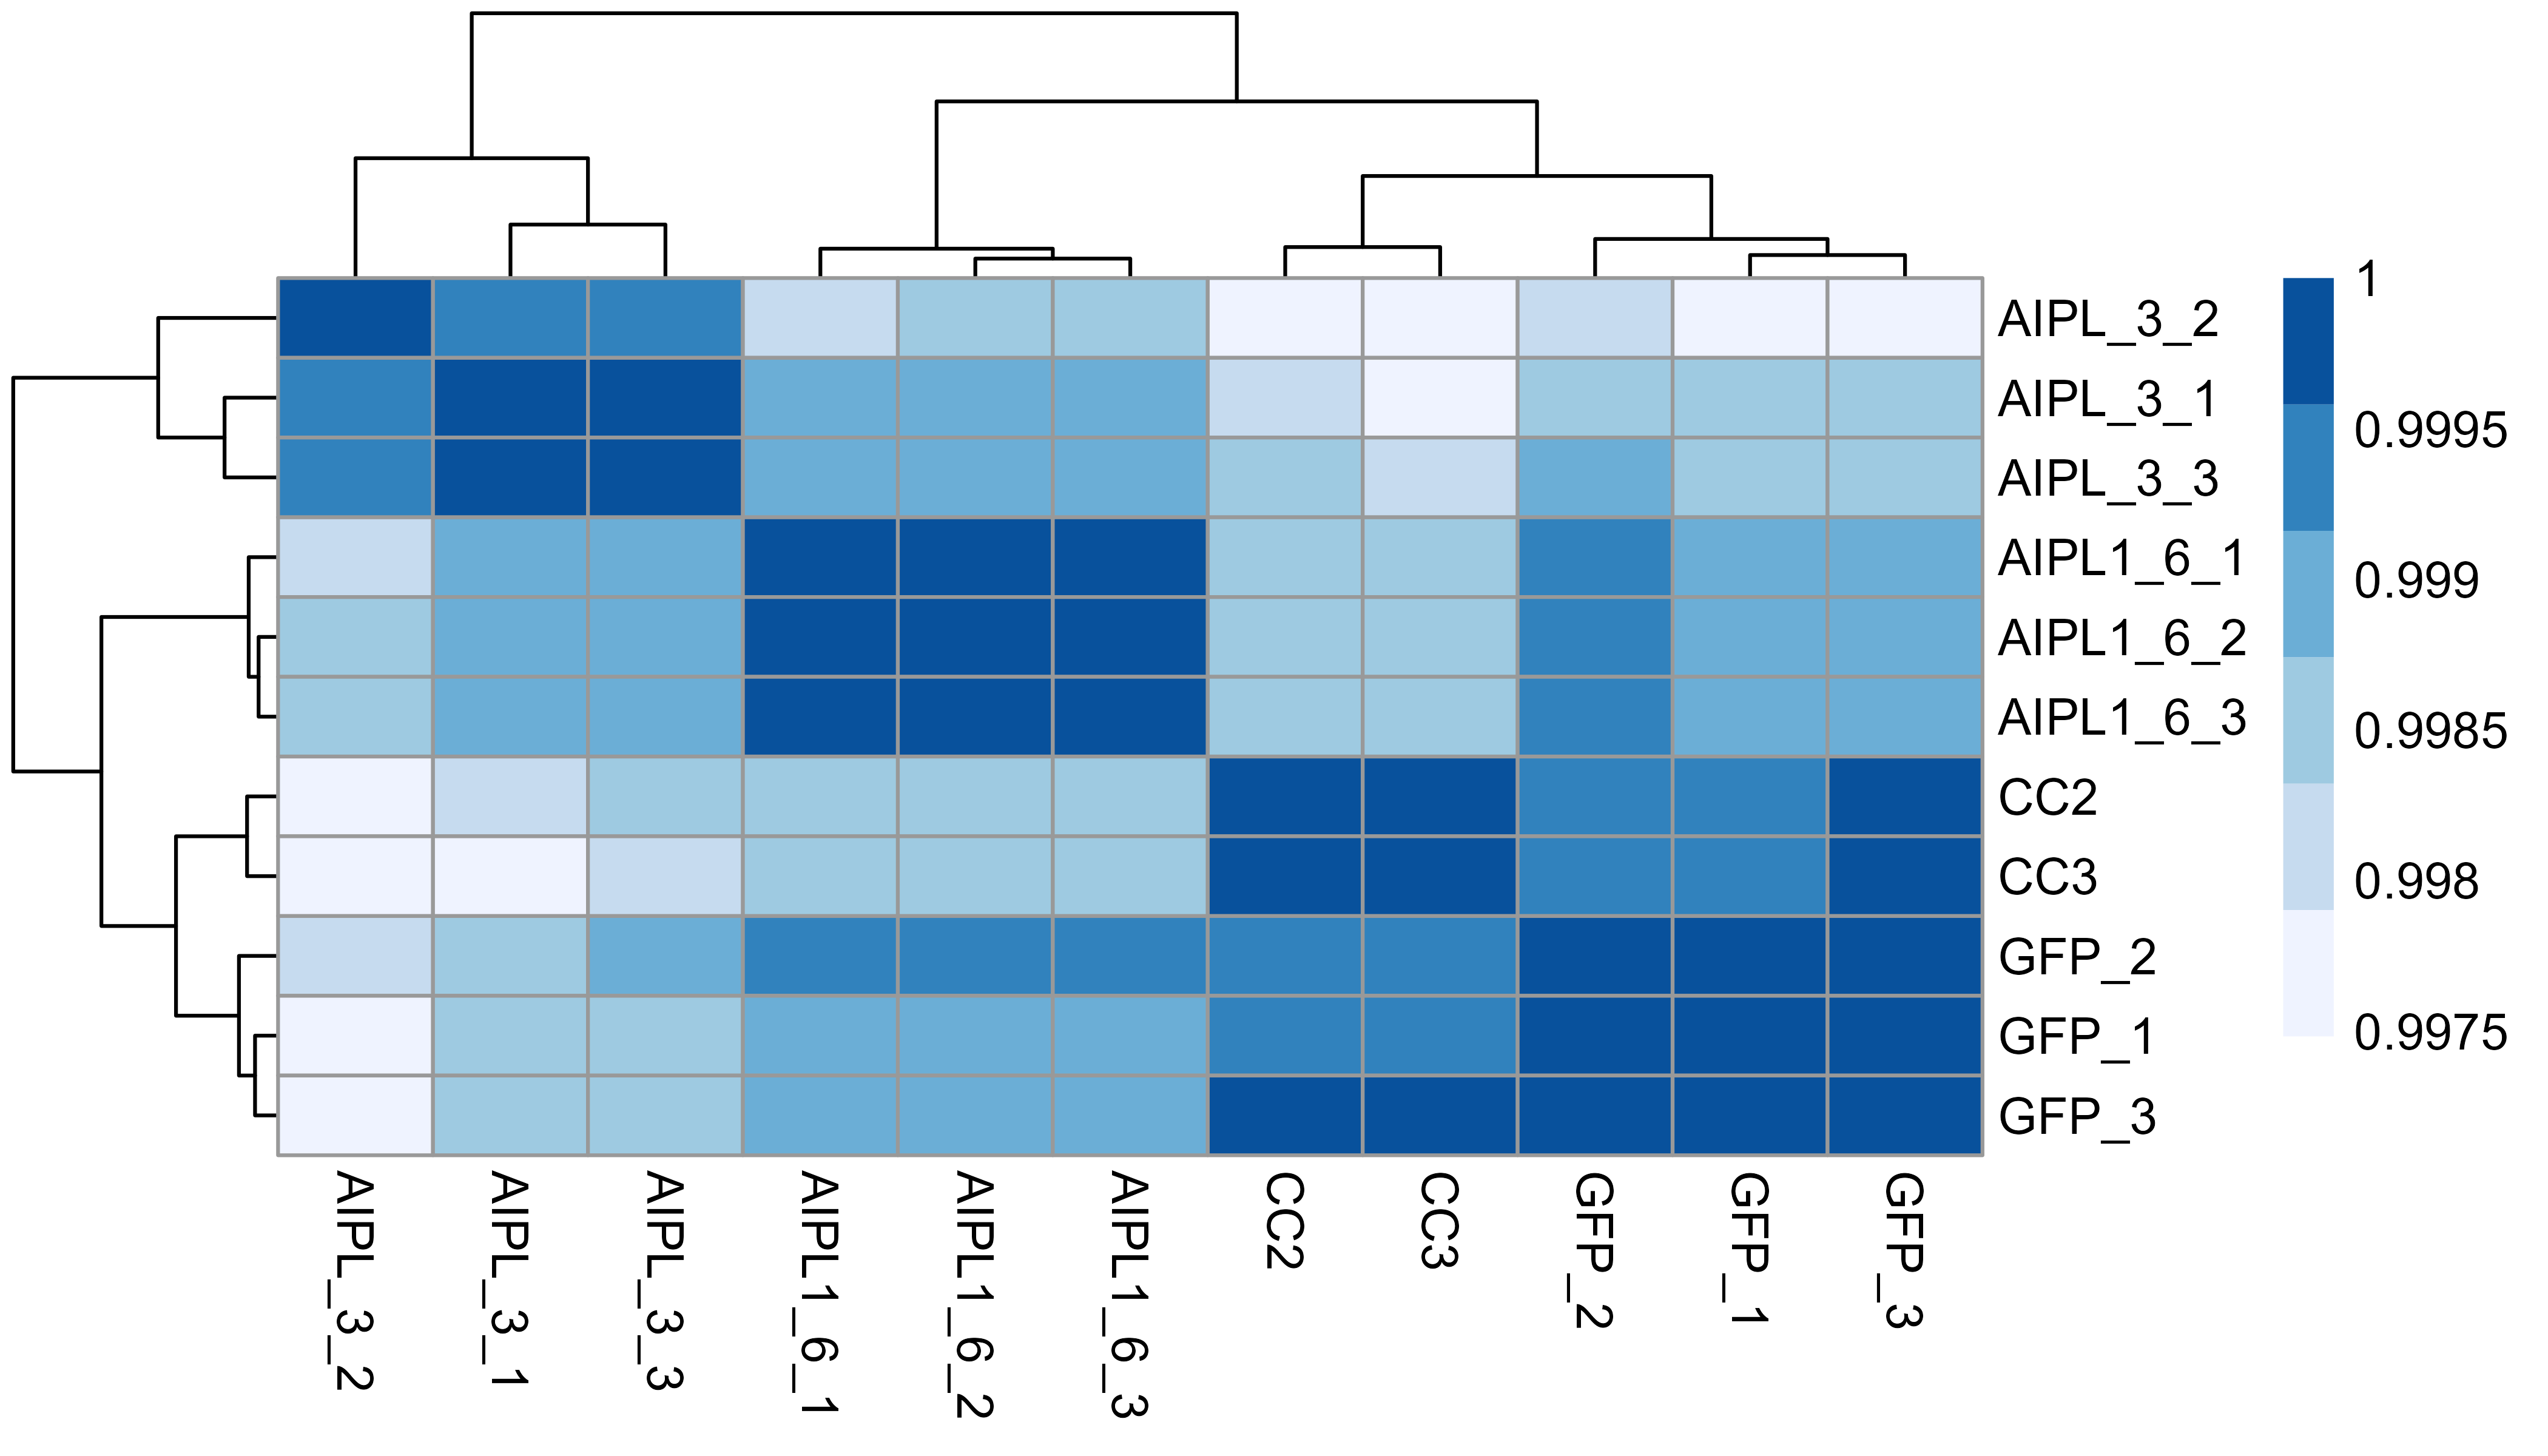 AIPL_3_2
AIPL_3_1
AIPL_3_3
AIPL1_6_1
AIPL1_6_2
AIPL1_6_3
CC2
CC3
GFP_2
GFP_1
GFP_3
1
0.9995
0.999
0.9985
0.998
0.9975
AIPL_3_2
AIPL_3_1
AIPL_3_3
AIPL1_6_1
AIPL1_6_2
AIPL1_6_3
CC2
CC3
GFP_2
GFP_1
GFP_3